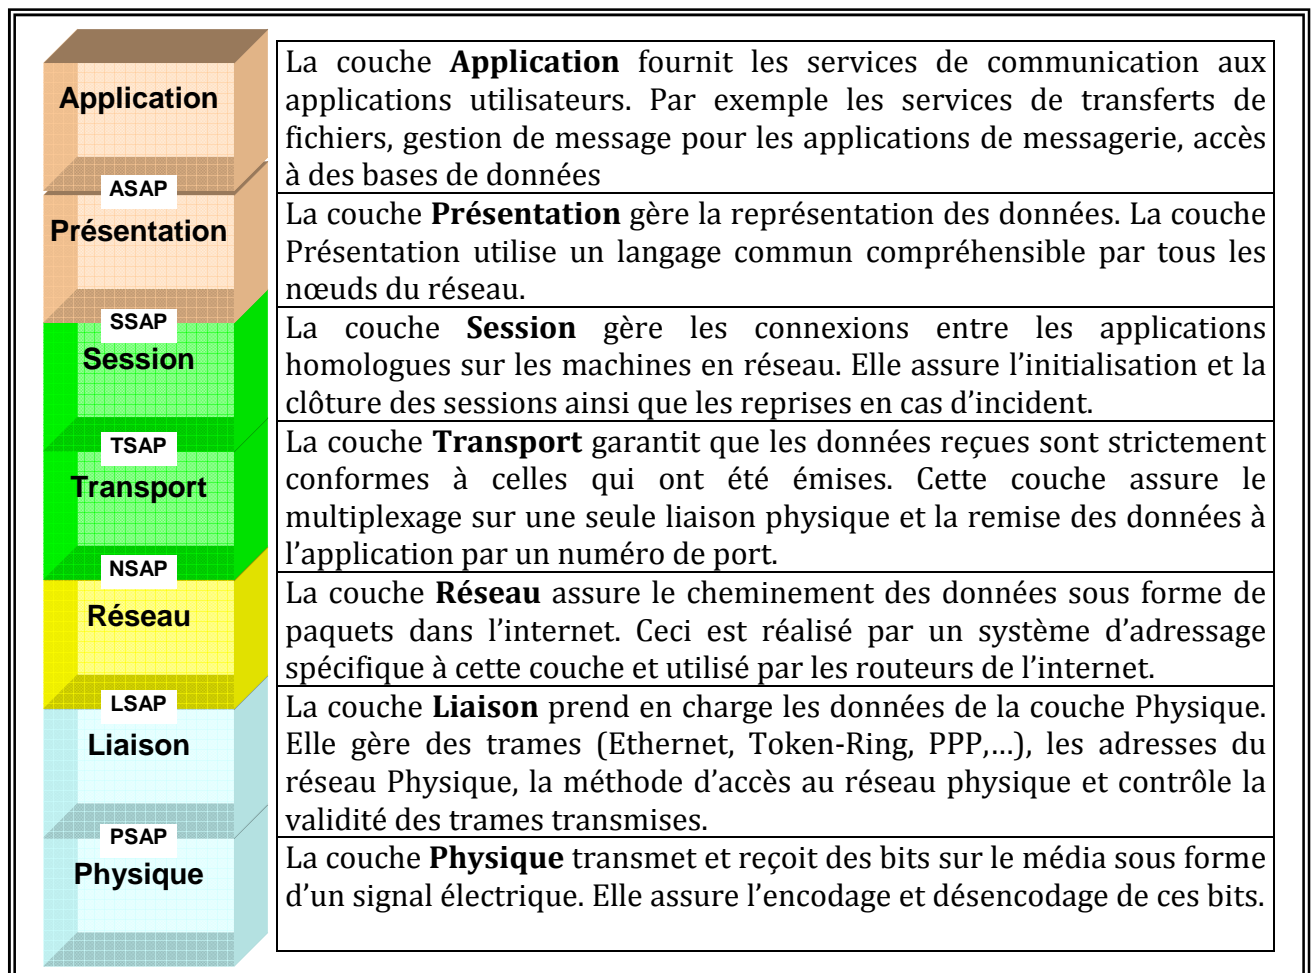 Application
La couche Application fournit les services de communication aux
applications utilisateurs. Par exemple les services de transferts de
fichiers, gestion de message pour les applications de messagerie, accès
à des bases de données
ASAP
Présentation
La couche Présentation gère la représentation des données. La couche
Présentation utilise un langage commun compréhensible par tous les
nœuds du réseau.
SSAP
Session
La couche Session gère les connexions entre les applications
homologues sur les machines en réseau. Elle assure l’initialisation et la
clôture des sessions ainsi que les reprises en cas d’incident.
TSAP
Transport
La couche Transport garantit que les données reçues sont strictement
conformes à celles qui ont été émises. Cette couche assure le
multiplexage sur une seule liaison physique et la remise des données à
l’application par un numéro de port.
NSAP
Réseau
La couche Réseau assure le cheminement des données sous forme de
paquets dans l’internet. Ceci est réalisé par un système d’adressage
spécifique à cette couche et utilisé par les routeurs de l’internet.
LSAP
Liaison
La couche Liaison prend en charge les données de la couche Physique.
Elle gère des trames (Ethernet, Token-Ring, PPP,…), les adresses du
réseau Physique, la méthode d’accès au réseau physique et contrôle la
validité des trames transmises.
PSAP
Physique
La couche Physique transmet et reçoit des bits sur le média sous forme
d’un signal électrique. Elle assure l’encodage et désencodage de ces bits.